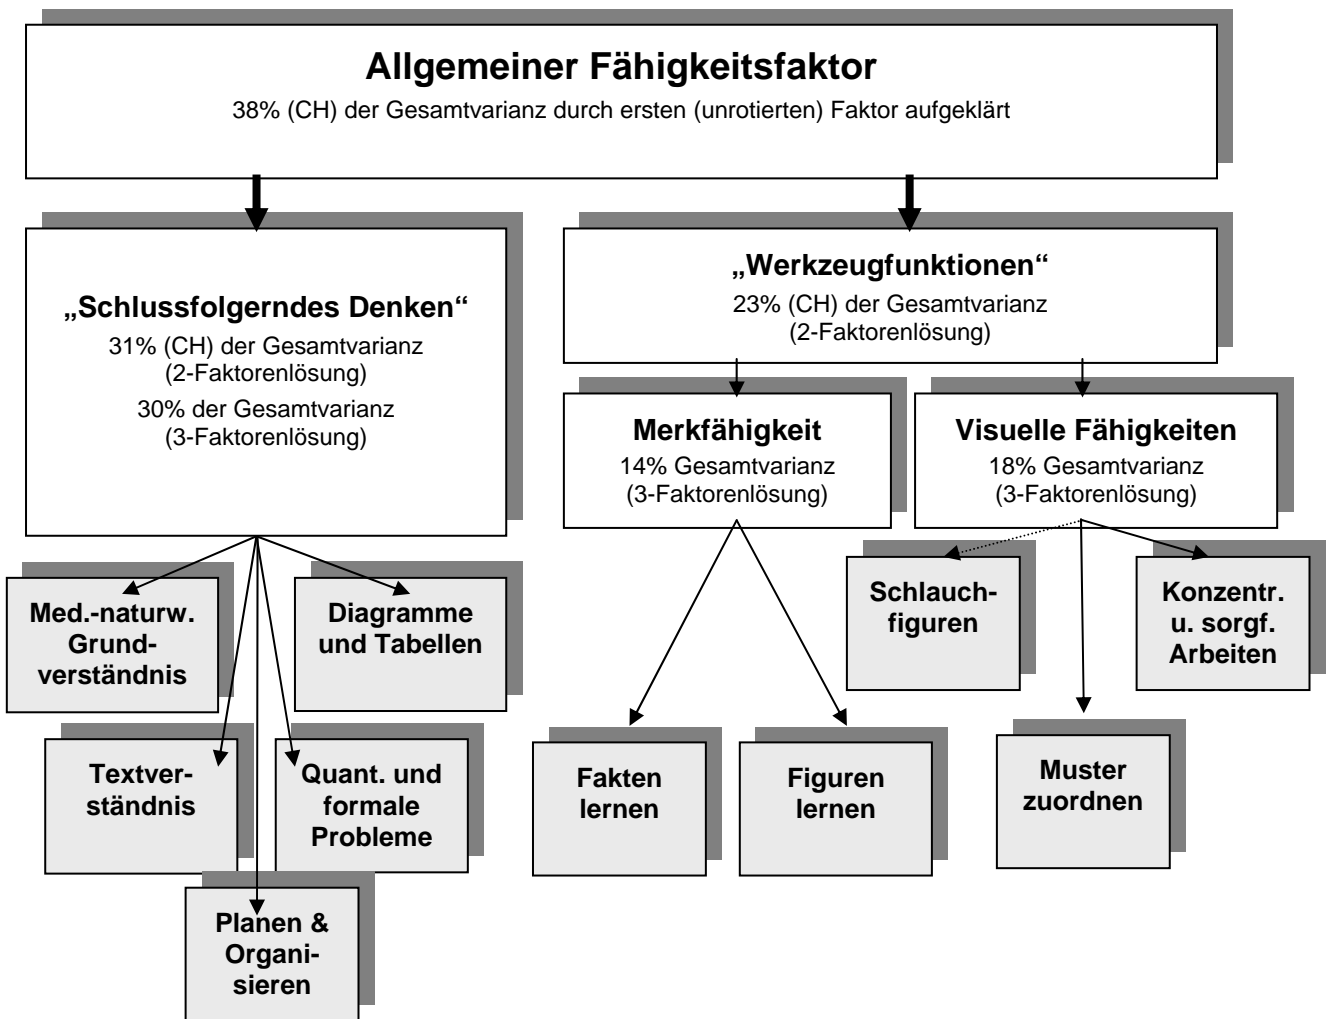 Allgemeiner Fähigkeitsfaktor
38% (CH) der Gesamtvarianz durch ersten (unrotierten) Faktor aufgeklärt
„Schlussfolgerndes Denken“
31% (CH) der Gesamtvarianz
(2-Faktorenlösung)
30% der Gesamtvarianz
(3-Faktorenlösung)
„Werkzeugfunktionen“
23% (CH) der Gesamtvarianz
(2-Faktorenlösung)
Merkfähigkeit
14% Gesamtvarianz
(3-Faktorenlösung)
Visuelle Fähigkeiten
18% Gesamtvarianz
(3-Faktorenlösung)
Med.-naturw.
Grund-
verständnis
Diagramme
und Tabellen
Schlauch-
figuren
Konzentr.
u. sorgf.
Arbeiten
Textver-
ständnis
Quant. und
formale
Probleme
Fakten
lernen
Figuren
lernen
Muster
zuordnen
Planen &
Organi-
sieren